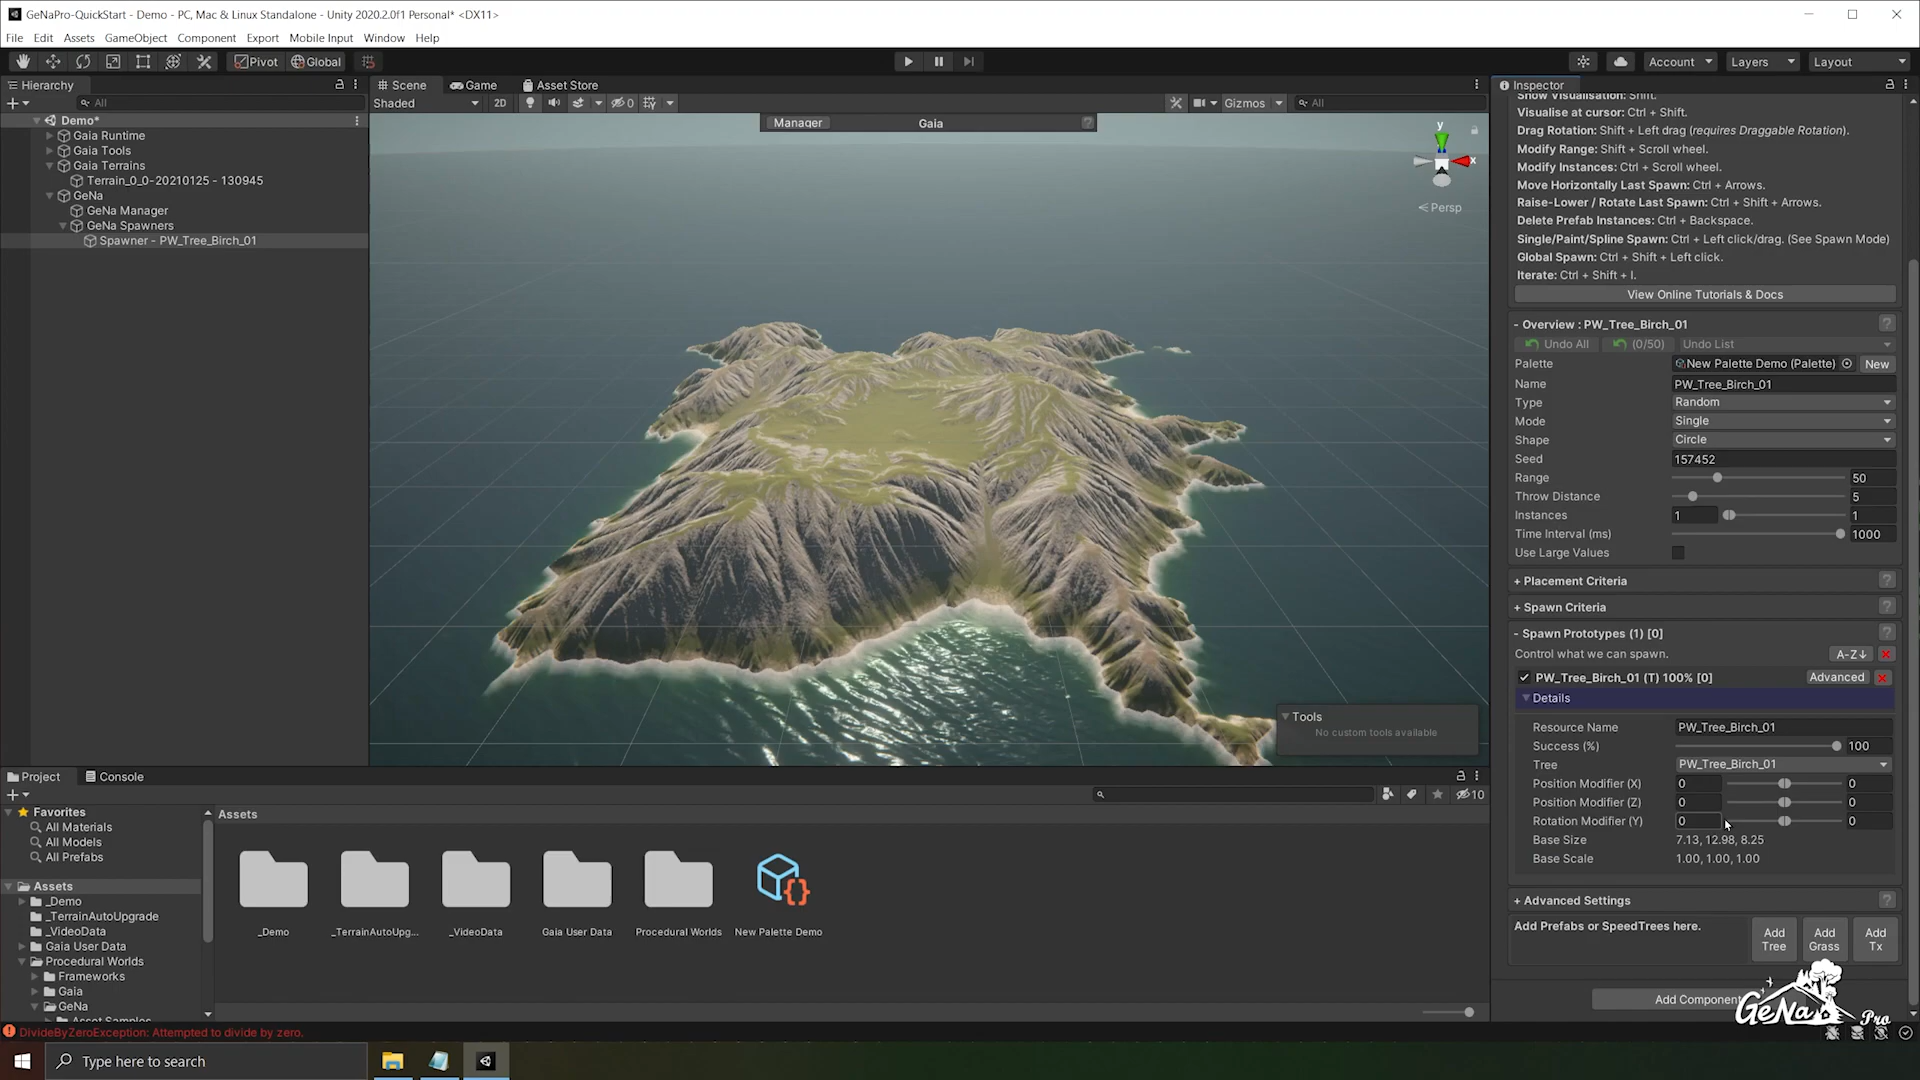 GeNaPro-QuickStart - Demo - PC, Mac & Linux Standalone - Unity 2020.2.0f1 Personal* <DX11>
File Edit Assets GameObject Component Export Mobile Input Window Help
Pivot Global Account Layers Layout
Hierarchy
All
Demo*
Gaia Runtime
Gaia Tools
Gaia Terrains
Terrain_0_0-20210125 - 130945
GeNa
GeNa Manager
GeNa Spawners
Spawner - PW_Tree_Birch_01
Scene Game Asset Store
Shaded 2D 0 Gizmos All
Manager Gaia
y
x
Persp
Tools
No custom tools available
Inspector
Show Visualisation: Shift.
Visualise at cursor: Ctrl + Shift.
Drag Rotation: Shift + Left drag (requires Draggable Rotation).
Modify Range: Shift + Scroll wheel.
Modify Instances: Ctrl + Scroll wheel.
Move Horizontally Last Spawn: Ctrl + Arrows.
Raise-Lower / Rotate Last Spawn: Ctrl + Shift + Arrows.
Delete Prefab Instances: Ctrl + Backspace.
Single/Paint/Spline Spawn: Ctrl + Left click/drag. (See Spawn Mode)
Global Spawn: Ctrl + Shift + Left click.
Iterate: Ctrl + Shift + I.
View Online Tutorials & Docs
- Overview : PW_Tree_Birch_01 ?
Undo All (0/50) Undo List
Palette New Palette Demo (Palette) New
Name PW_Tree_Birch_01
Type Random
Mode Single
Shape Circle
Seed 157452
Range 50
Throw Distance 5
Instances 1 1
Time Interval (ms) 1000
Use Large Values
+ Placement Criteria ?
+ Spawn Criteria ?
- Spawn Prototypes (1) [0] ?
Control what we can spawn. A-Z↓
PW_Tree_Birch_01 (T) 100% [0] Advanced
Details
Resource Name PW_Tree_Birch_01
Success (%) 100
Tree PW_Tree_Birch_01
Position Modifier (X) 0 0
Position Modifier (Z) 0 0
Rotation Modifier (Y) 0 0
Base Size 7.13, 12.98, 8.25
Base Scale 1.00, 1.00, 1.00
+ Advanced Settings ?
Add Prefabs or SpeedTrees here.
Add Tree
Add Grass
Add Tx
Add Component
GeNa Pro
Project Console
10
Favorites
All Materials
All Models
All Prefabs
Assets
_Demo
_TerrainAutoUpgrade
_VideoData
Gaia User Data
Procedural Worlds
Frameworks
Gaia
GeNa
Asset Samples
Assets
_Demo _TerrainAutoUpg... _VideoData Gaia User Data Procedural Worlds New Palette Demo
DivideByZeroException: Attempted to divide by zero.
Type here to search